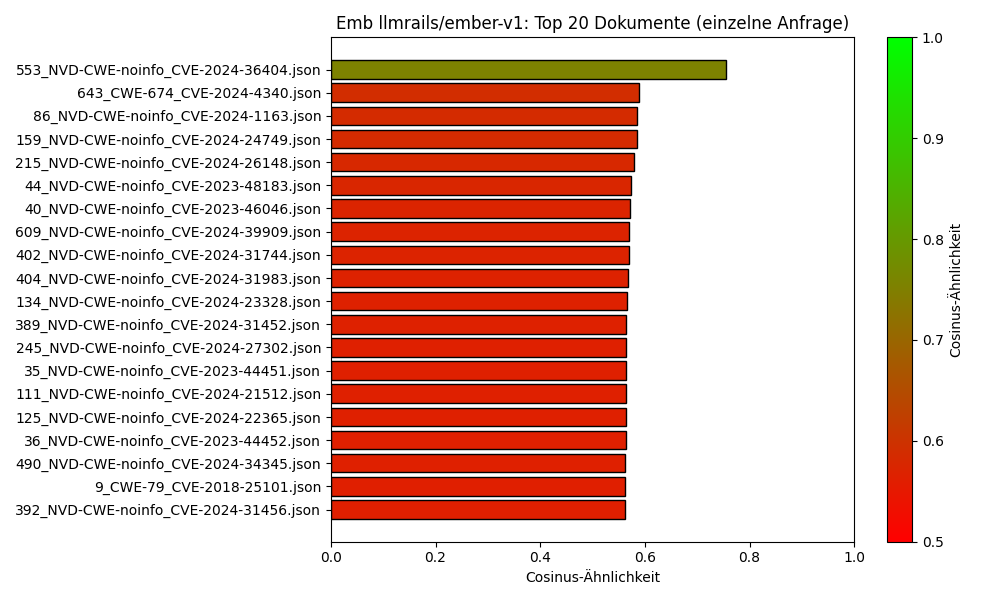 Emb llmrails/ember-v1: Top 20 Dokumente (einzelne Anfrage)
553_NVD-CWE-noinfo_CVE-2024-36404.json
643_CWE-674_CVE-2024-4340.json
86_NVD-CWE-noinfo_CVE-2024-1163.json
159_NVD-CWE-noinfo_CVE-2024-24749.json
215_NVD-CWE-noinfo_CVE-2024-26148.json
44_NVD-CWE-noinfo_CVE-2023-48183.json
40_NVD-CWE-noinfo_CVE-2023-46046.json
609_NVD-CWE-noinfo_CVE-2024-39909.json
402_NVD-CWE-noinfo_CVE-2024-31744.json
404_NVD-CWE-noinfo_CVE-2024-31983.json
134_NVD-CWE-noinfo_CVE-2024-23328.json
389_NVD-CWE-noinfo_CVE-2024-31452.json
245_NVD-CWE-noinfo_CVE-2024-27302.json
35_NVD-CWE-noinfo_CVE-2023-44451.json
111_NVD-CWE-noinfo_CVE-2024-21512.json
125_NVD-CWE-noinfo_CVE-2024-22365.json
36_NVD-CWE-noinfo_CVE-2023-44452.json
490_NVD-CWE-noinfo_CVE-2024-34345.json
9_CWE-79_CVE-2018-25101.json
392_NVD-CWE-noinfo_CVE-2024-31456.json
0.0 0.2 0.4 0.6 0.8 1.0
Cosinus-Ähnlichkeit
1.0
0.9
0.8
0.7
0.6
0.5
Cosinus-Ähnlichkeit